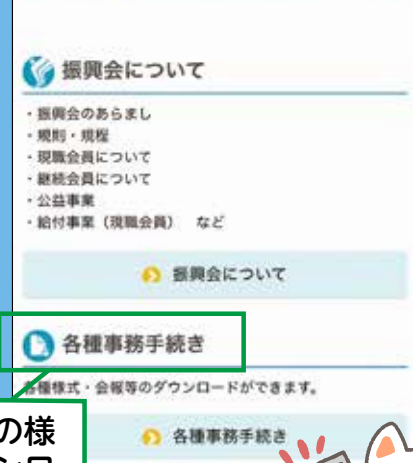 振興会について
・振興会のあらまし
・規則・規程
・現職会員について
・継続会員について
・公益事業
・給付事業（現職会員） など
振興会について
各種事務手続き
各種様式・会報等のダウンロードができます。
の様
各種事務手続き